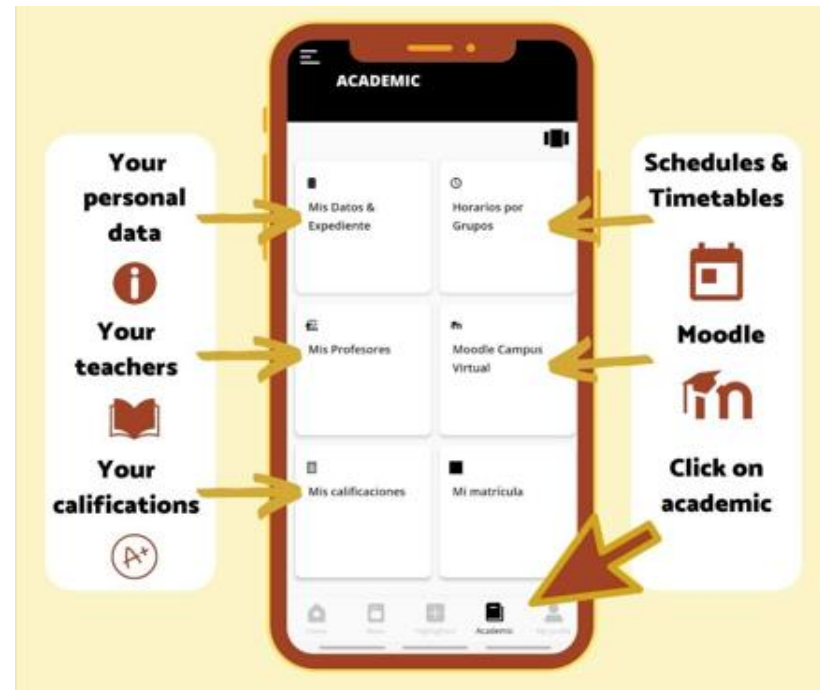 ACADEMIC
Your
personal
data
Your
teachers
Your
califications
A+
Mis Datos &
Expediente
Horarios por
Grupos
Mis Profesores
Moodle Campus
Virtual
Mis calificaciones
Mi matrícula
Academic
Schedules &
Timetables
Moodle
Click on
academic